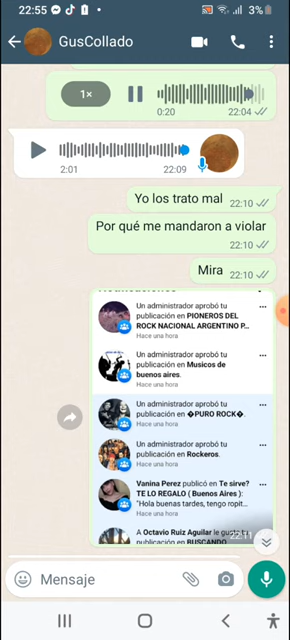 22:55 3%
GusCollado
1×
0:20 22:04
2:01 22:09
Yo los trato mal 22:10
Por qué me mandaron a violar
22:10
Mira 22:10
Un administrador aprobó tu
publicación en PIONEROS DEL
ROCK NACIONAL ARGENTINO P...
Hace una hora
Un administrador aprobó tu
publicación en Musicos de
buenos aires.
Hace una hora
Un administrador aprobó tu
publicación en �PURO ROCK�.
Hace una hora
Un administrador aprobó tu
publicación en Rockeros.
Hace una hora
Vanina Perez publicó en Te sirve?
TE LO REGALO ( Buenos Aires ):
"Hola buenas tardes, tengo ropit...
Hace una hora
A Octavio Ruiz Aguilar le gusta tu
publicación en BUSCANDO
22:11
Mensaje